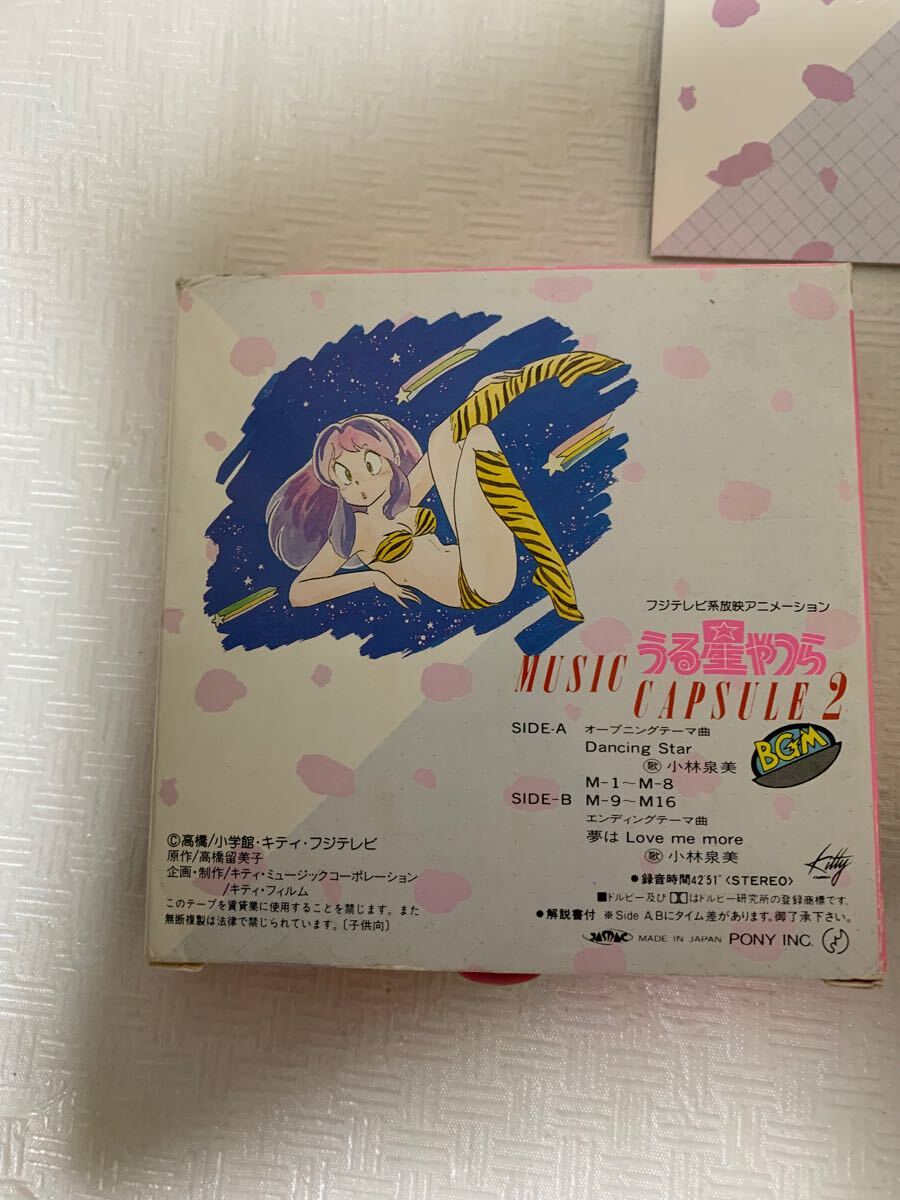 フジテレビ系放映アニメーション
うる星やつら
MUSIC CAPSULE 2
BGM
SIDE-A オープニングテーマ曲
Dancing Star
歌 小林泉美
M-1〜M-8
SIDE-B M-9〜M16
エンディングテーマ曲
夢は Love me more
歌 小林泉美
●録音時間42'51"〈STEREO〉
■ドルビー及びはドルビー研究所の登録商標です。
●解説書付 ※Side A,Bにタイム差があります。御了承下さい。
JASRAC MADE IN JAPAN PONY INC.
Kitty
Ⓒ高橋/小学館・キティ・フジテレビ
原作/高橋留美子
企画・制作/キティ・ミュージックコーポレーション
/キティ・フィルム
このテープを賃貸業に使用することを禁じます。また
無断複製は法律で禁じられています。〔子供向〕